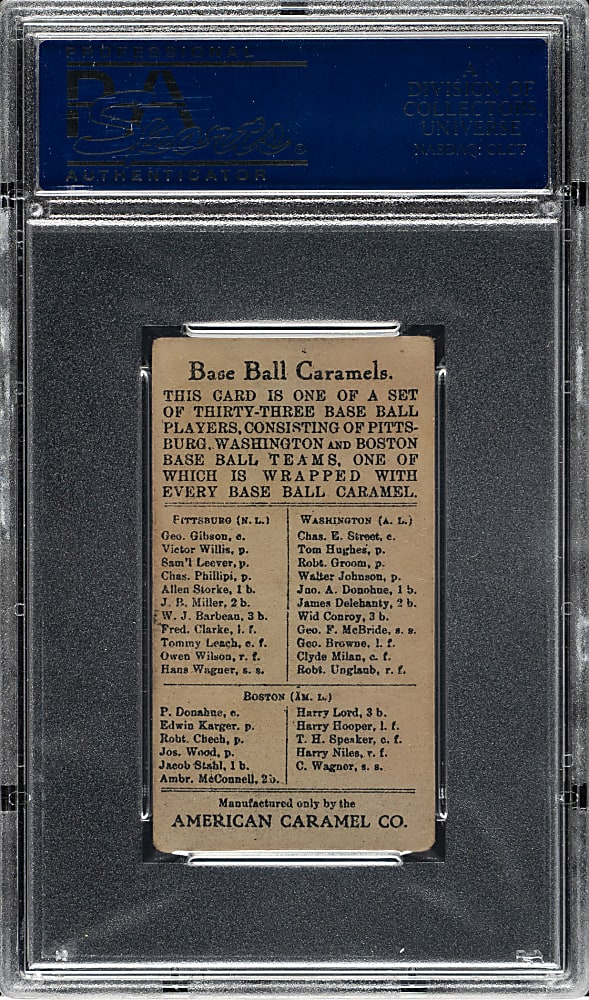 PROFESSIONAL
PSA
Sports
AUTHENTICATOR
A
DIVISION OF
COLLECTORS
UNIVERSE
NASDAQ: CLCT
Base Ball Caramels.
THIS CARD IS ONE OF A SET
OF THIRTY-THREE BASE BALL
PLAYERS, CONSISTING OF PITTS-
BURG, WASHINGTON AND BOSTON
BASE BALL TEAMS, ONE OF
WHICH IS WRAPPED WITH
EVERY BASE BALL CARAMEL.
PITTSBURG (N. L.)
Geo. Gibson, c.
Victor Willis, p.
Sam'l Leever, p.
Chas. Phillipi, p.
Allen Storke, 1 b.
J. B. Miller, 2 b.
W. J. Barbeau, 3 b.
Fred. Clarke, l. f.
Tommy Leach, c. f.
Owen Wilson, r. f.
Hans Wagner, s. s.
WASHINGTON (A. L.)
Chas. E. Street, c.
Tom Hughes, p.
Robt. Groom, p.
Walter Johnson, p.
Jno. A. Donohue, 1 b.
James Delehanty, 2 b.
Wid Conroy, 3 b.
Geo. F. McBride, s. s.
Geo. Browne, l. f.
Clyde Milan, c. f.
Robt. Unglaub, r. f.
BOSTON (AM. L.)
P. Donahue, c.
Edwin Karger. p.
Robt. Chech, p.
Jos. Wood, p.
Jacob Stahl, 1 b.
Ambr. McConnell, 2 b.
Harry Lord, 3 b.
Harry Hooper, l. f.
T. H. Speaker, c. f.
Harry Niles, r. f.
C. Wagner, s. s.
Manufactured only by the
AMERICAN CARAMEL CO.